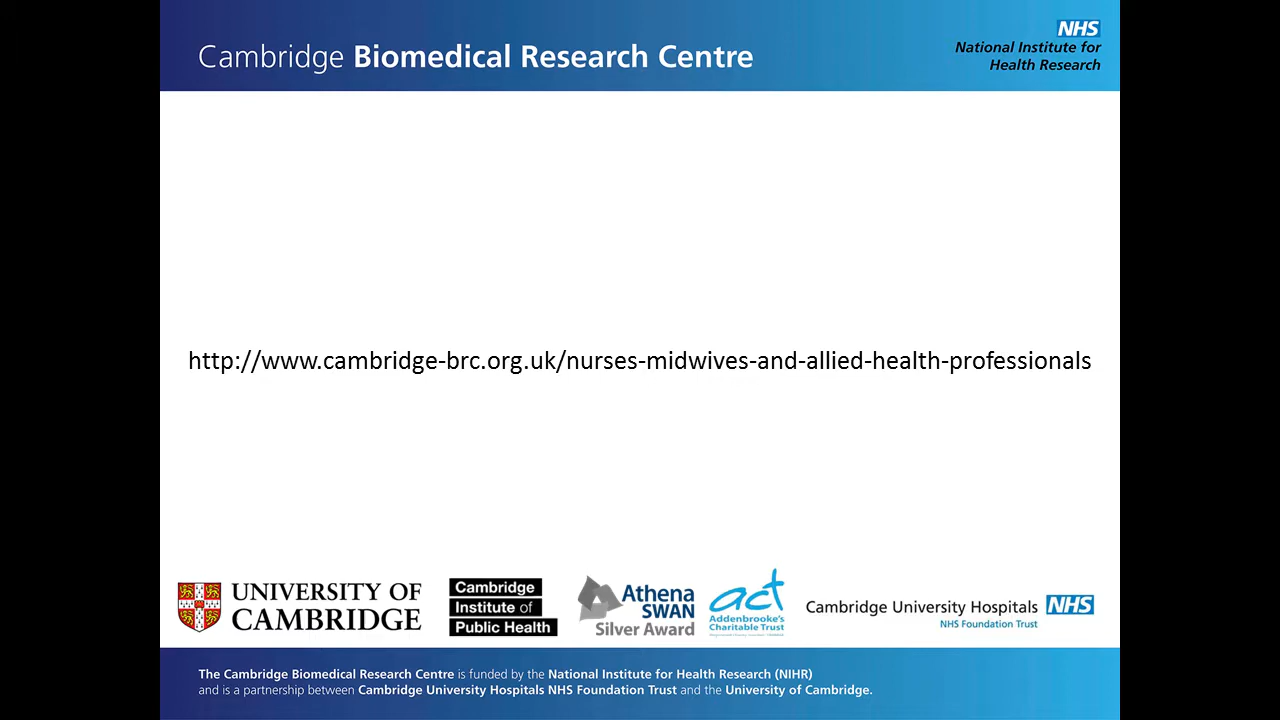 Cambridge Biomedical Research Centre
NHS
National Institute for
Health Research
http://www.cambridge-brc.org.uk/nurses-midwives-and-allied-health-professionals
UNIVERSITY OF
CAMBRIDGE
Cambridge
Institute of
Public Health
Athena
SWAN
Silver Award
act
Addenbrooke's
Charitable Trust
Cambridge University Hospitals NHS
NHS Foundation Trust
The Cambridge Biomedical Research Centre is funded by the National Institute for Health Research (NIHR)
and is a partnership between Cambridge University Hospitals NHS Foundation Trust and the University of Cambridge.